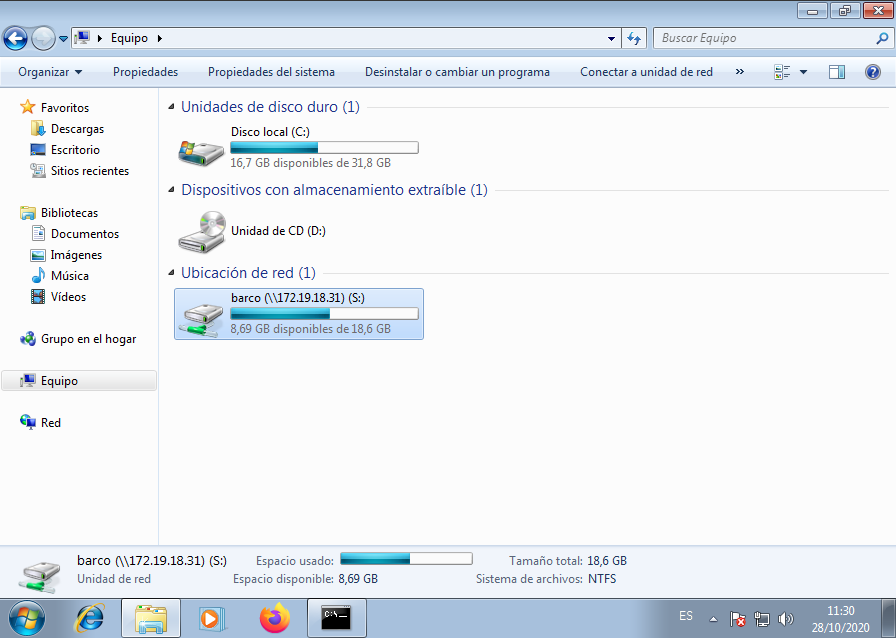 Equipo
Buscar Equipo
Organizar
Propiedades
Propiedades del sistema
Desinstalar o cambiar un programa
Conectar a unidad de red
»
Favoritos
Descargas
Escritorio
Sitios recientes
Bibliotecas
Documentos
Imágenes
Música
Vídeos
Grupo en el hogar
Equipo
Red
Unidades de disco duro (1)
Disco local (C:)
16,7 GB disponibles de 31,8 GB
Dispositivos con almacenamiento extraíble (1)
Unidad de CD (D:)
Ubicación de red (1)
barco (\\172.19.18.31) (S:)
8,69 GB disponibles de 18,6 GB
barco (\\172.19.18.31) (S:)
Unidad de red
Espacio usado:
Espacio disponible: 8,69 GB
Tamaño total: 18,6 GB
Sistema de archivos: NTFS
C:\_
ES
11:30
28/10/2020